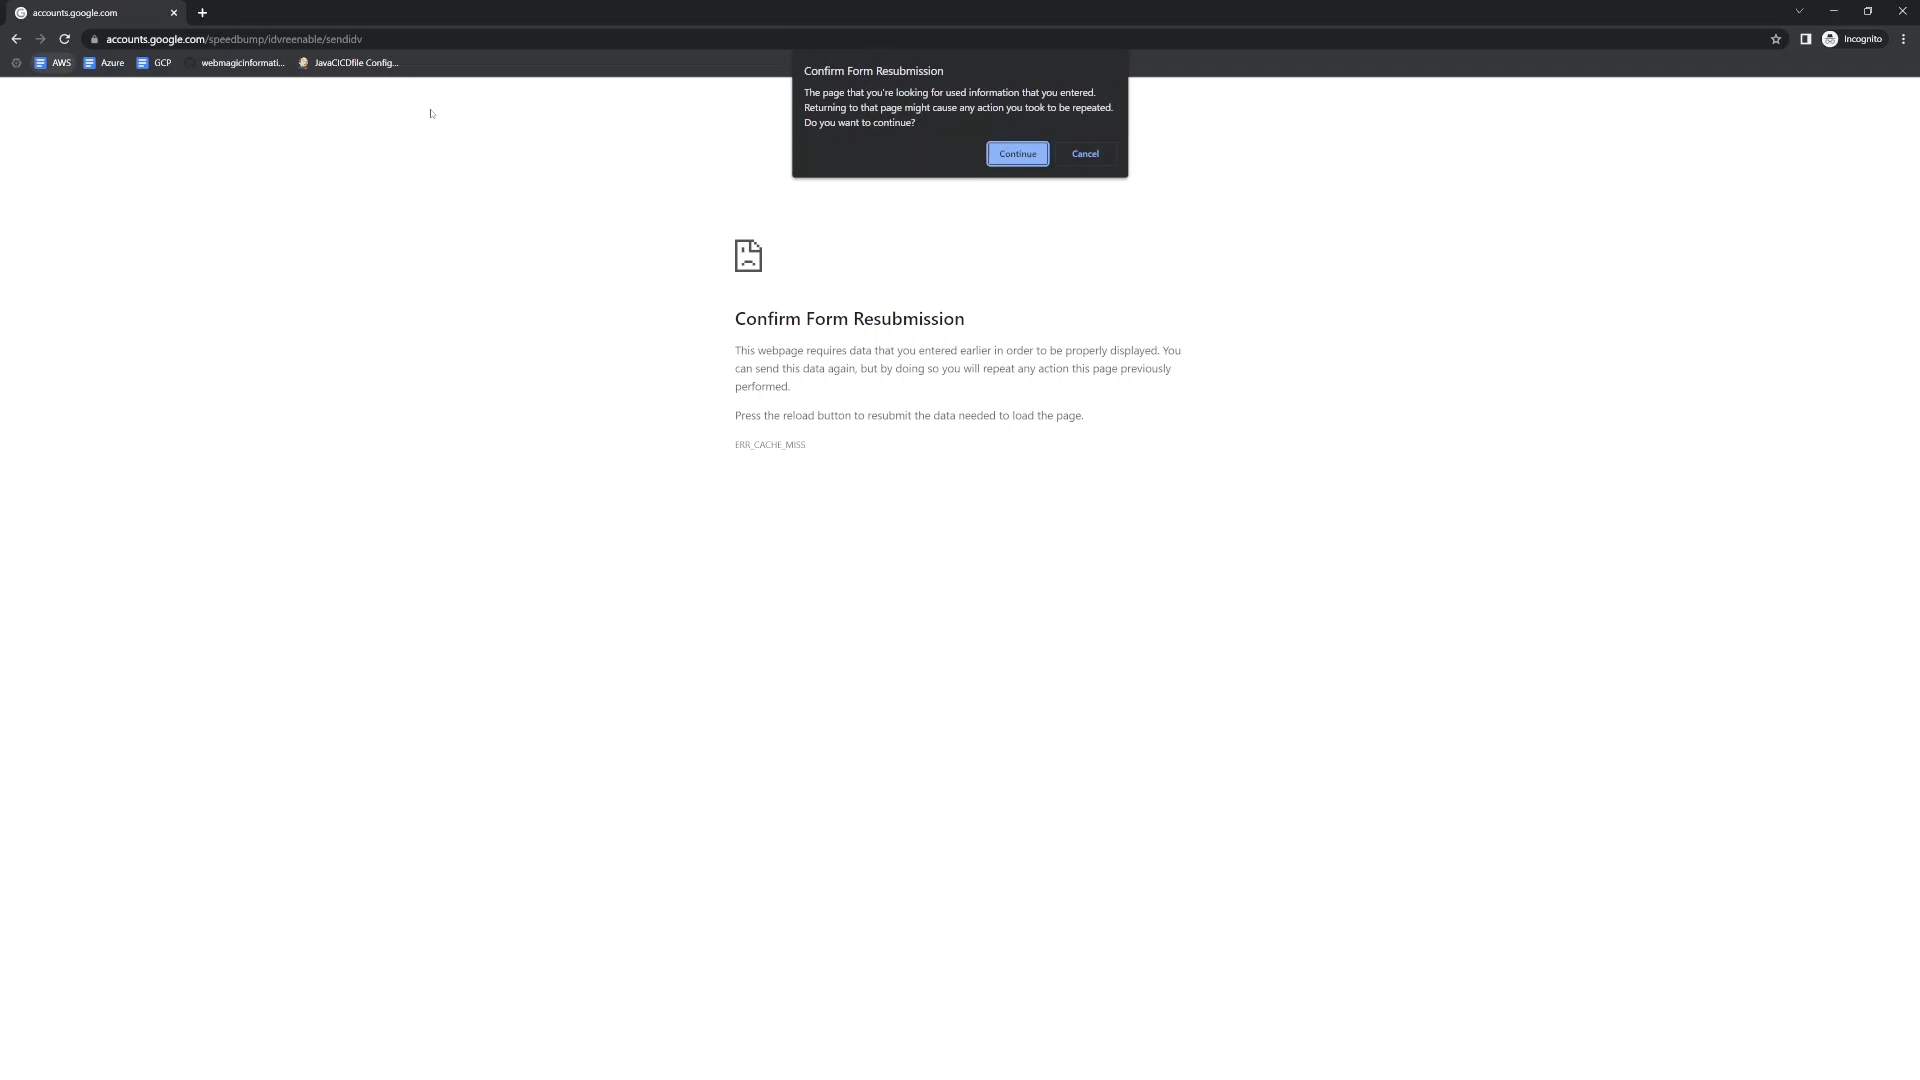 accounts.google.com
accounts.google.com/speedbump/idvreenable/sendidv
Incognito
AWS
Azure
GCP
webmagicinformati...
JavaCICDfile Config...
Confirm Form Resubmission
The page that you're looking for used information that you entered.
Returning to that page might cause any action you took to be repeated.
Do you want to continue?
Continue
Cancel
Confirm Form Resubmission
This webpage requires data that you entered earlier in order to be properly displayed. You
can send this data again, but by doing so you will repeat any action this page previously
performed.
Press the reload button to resubmit the data needed to load the page.
ERR_CACHE_MISS